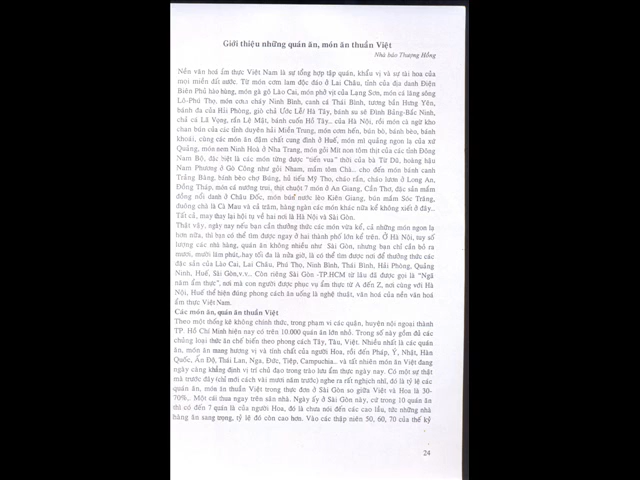 Giới thiệu những quán ăn, món ăn thuần Việt
Nhà báo Thượng Hồng
Nền văn hoá ẩm thực Việt Nam là sự tổng hợp tập quán, khẩu vị và sự tài hoa của
mọi miền đất nước. Từ món cơm lam độc đáo ở Lai Châu, tỉnh của địa danh Điện
Biên Phủ hào hùng, món gà gô Lào Cai, món phở vịt của Lạng Sơn, món cá lăng sông
Lô-Phú Thọ, món cơm cháy Ninh Bình, canh cá Thái Bình, tương bần Hưng Yên,
bánh đa của Hải Phòng, giò chả Ước Lễ/ Hà Tây, bánh su sê Đình Bảng-Bắc Ninh,
chả cá Lã Vọng, rắn Lệ Mật, bánh cuốn Hồ Tây.. của Hà Nội, rồi món cá ngừ kho
chan bún của các tỉnh duyên hải Miền Trung, món cơm hến, bún bò, bánh bèo, bánh
khoái, cùng các món ăn đậm chất cung đình ở Huế, món mì quảng ngon lạ của xứ
Quảng, món nem Ninh Hoà ở Nha Trang, món gỏi Mít non tôm thịt của các tỉnh Đông
Nam Bộ, đặc biệt là các món từng được "tiến vua" thời của bà Từ Dũ, hoàng hậu
Nam Phương ở Gò Công như gỏi Nham, mắm tôm Chà.. cho đến món bánh canh
Trảng Bàng, bánh bèo chợ Búng, hủ tiếu Mỹ Tho, cháo rắn, cháo lươn ở Long An,
Đồng Tháp, món cá nướng trui, thịt chuột 7 món ở An Giang, Cần Thơ, đặc sản mắm
đồng nổi danh ở Châu Đốc, món bún nước lèo Kiên Giang, bún mắm Sóc Trăng,
đuông chà là Cà Mau và cả trăm, hàng ngàn các món khác nữa kể không xiết ở đây..
Tất cả, may thay lại hội tụ về hai nơi là Hà Nội và Sài Gòn.
Thật vậy, ngày nay nếu bạn cần thưởng thức các món vừa kể, cả những món ngon lạ
hơn nữa, thì bạn có thể tìm được ngay ở hai thành phố lớn kể trên. Ở Hà Nội, tuy số
lượng các nhà hàng, quán ăn không nhiều như Sài Gòn, nhưng bạn chỉ cần bỏ ra
mươi, mười lăm phút, hay tối đa là nửa giờ, là có thể tìm được nơi để thưởng thức các
đặc sản của Lào Cai, Lai Châu, Phú Thọ, Ninh Bình, Thái Bình, Hải Phòng, Quảng
Ninh, Huế, Sài Gòn,v.v.. Còn riêng Sài Gòn -TP.HCM từ lâu đã được gọi là "Ngã
năm ẩm thực", nơi mà con người được phục vụ ẩm thực từ A đến Z, nơi cùng với Hà
Nội, Huế thể hiện đúng phong cách ăn uống là nghệ thuật, văn hoá của nền văn hoá
ẩm thực Việt Nam.
Các món ăn, quán ăn thuần Việt
Theo một thống kê không chính thức, trong phạm vi các quận, huyện nội ngoại thành
TP. Hồ Chí Minh hiện nay có trên 10.000 quán ăn lớn nhỏ. Trong số này gồm đủ các
chủng loại thức ăn chế biến theo phong cách Tây, Tàu, Việt. Nhiều nhất là các quán
ăn, món ăn mang hương vị và tính chất của người Hoa, rồi đến Pháp, Ý, Nhật, Hàn
Quốc, Ấn Độ, Thái Lan, Nga, Đức, Tiệp, Campuchia.. và tất nhiên món ăn Việt đang
ngày càng khẳng định vị trí chủ đạo trong trào lưu ẩm thực ngày nay. Có một sự thật
mà trước đây (chỉ mới cách vài mươi năm trước) nghe ra rất nghịch nhĩ, đó là tỷ lệ các
quán ăn, món ăn thuần Việt trong thực đơn ở Sài Gòn so giữa Việt và Hoa là 30-
70%,. Một cái thua ngay trên sân nhà. Ngày ấy ở Sài Gòn này, cứ trong 10 quán ăn
thì có đến 7 quán là của người Hoa, đó là chưa nói đến các cao lầu, tức những nhà
hàng ăn sang trọng, tỷ lệ đó còn cao hơn. Vào các thập niên 50, 60, 70 của thế kỷ
24